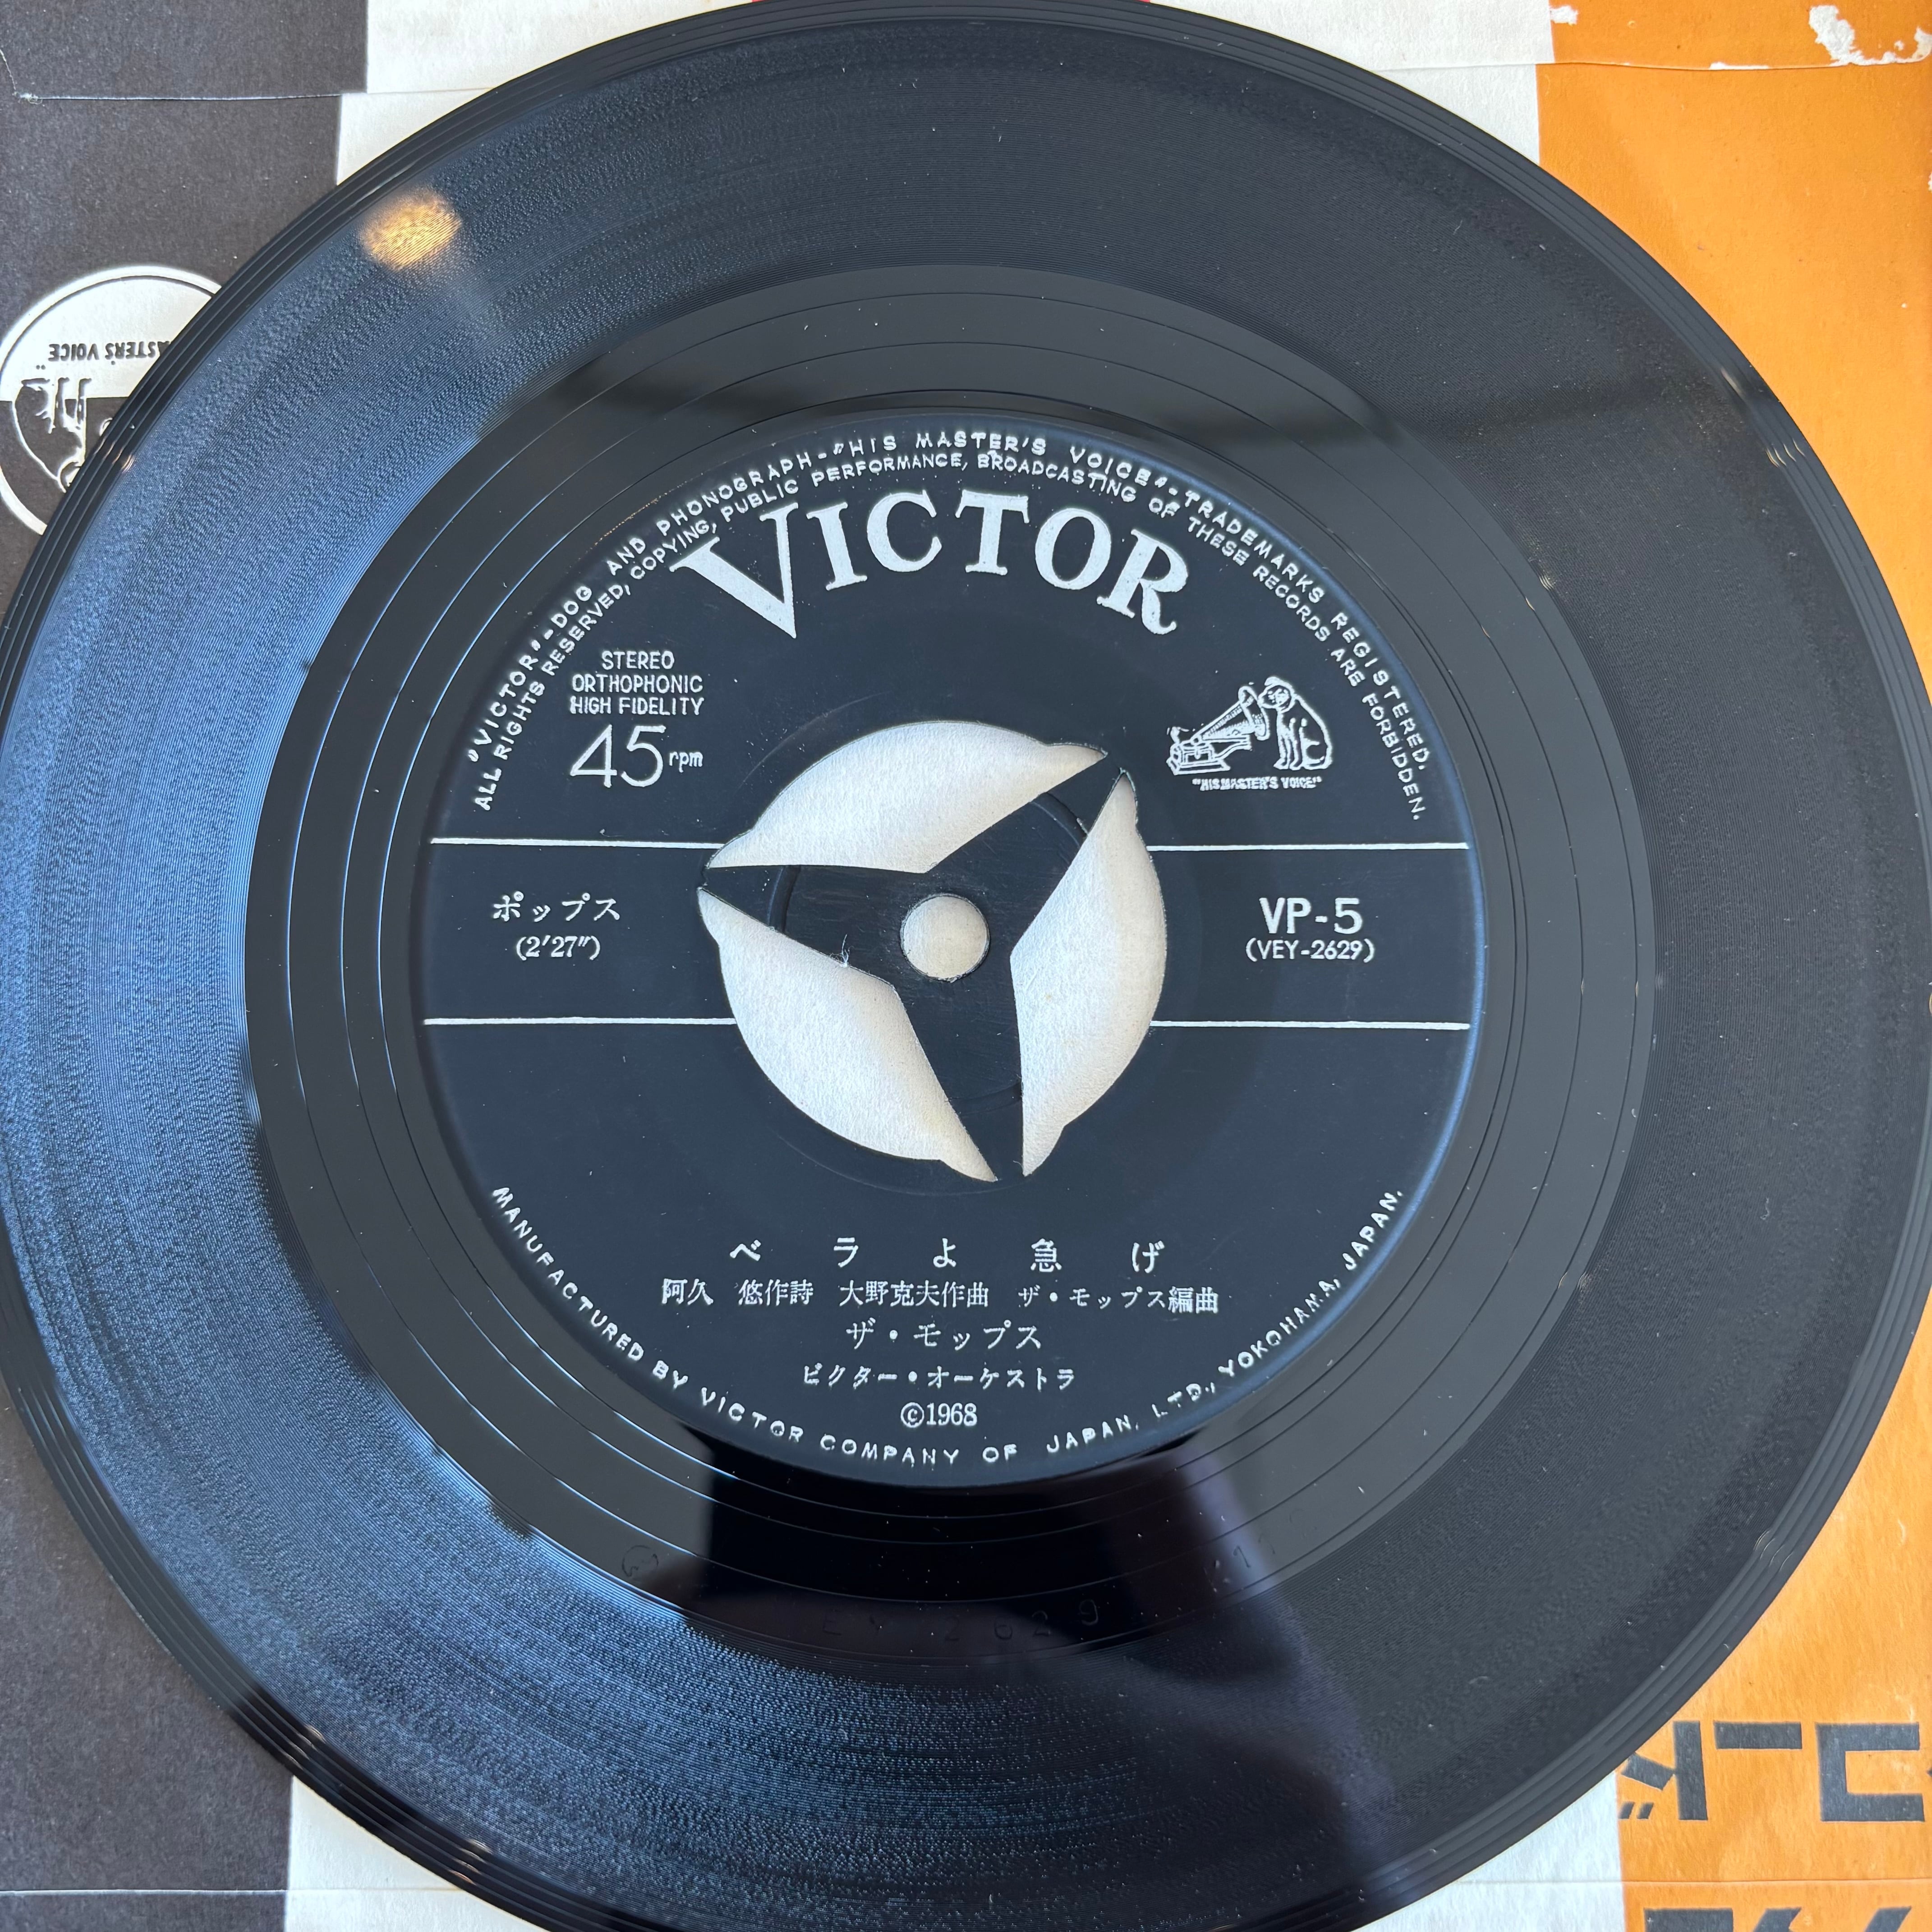 "VICTOR"-DOG AND PHONOGRAPH-"HIS MASTER'S VOICE"-TRADEMARKS REGISTERED.
ALL RIGHTS RESERVED, COPYING, PUBLIC PERFORMANCE, BROADCASTING OF THESE RECORDS ARE FORBIDDEN.
VICTOR
STEREO
ORTHOPHONIC
HIGH FIDELITY
45rpm
"HIS MASTER'S VOICE"
ポップス
(2′27″)
VP-5
(VEY-2629)
ベラよ急げ
阿久 悠作詩 大野克夫作曲 ザ・モップス編曲
ザ・モップス
ビクター・オーケストラ
©1968
MANUFACTURED BY VICTOR COMPANY OF JAPAN, LTD., YOKOHAMA, JAPAN.
VOICE
2629